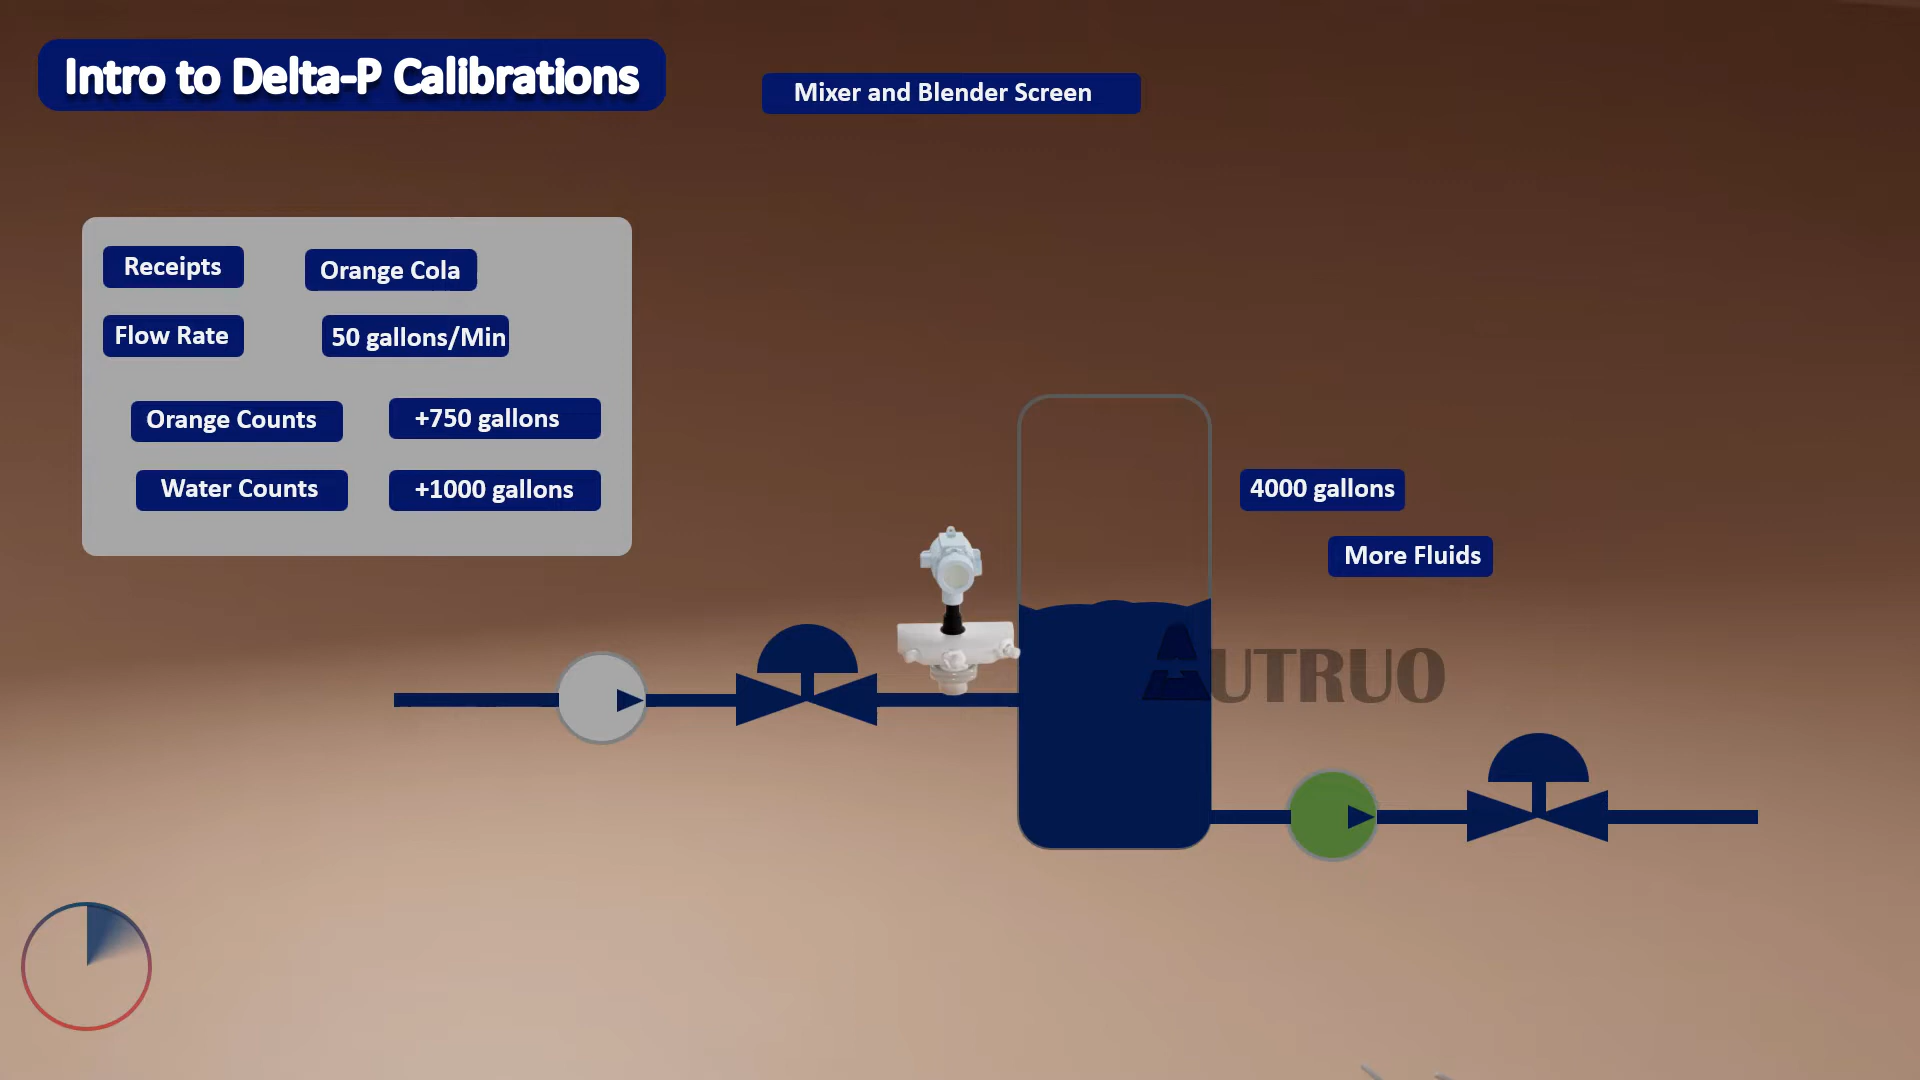 Intro to Delta-P Calibrations
Mixer and Blender Screen
Receipts
Orange Cola
Flow Rate
50 gallons/Min
Orange Counts
+750 gallons
Water Counts
+1000 gallons
4000 gallons
More Fluids
AUTRUO